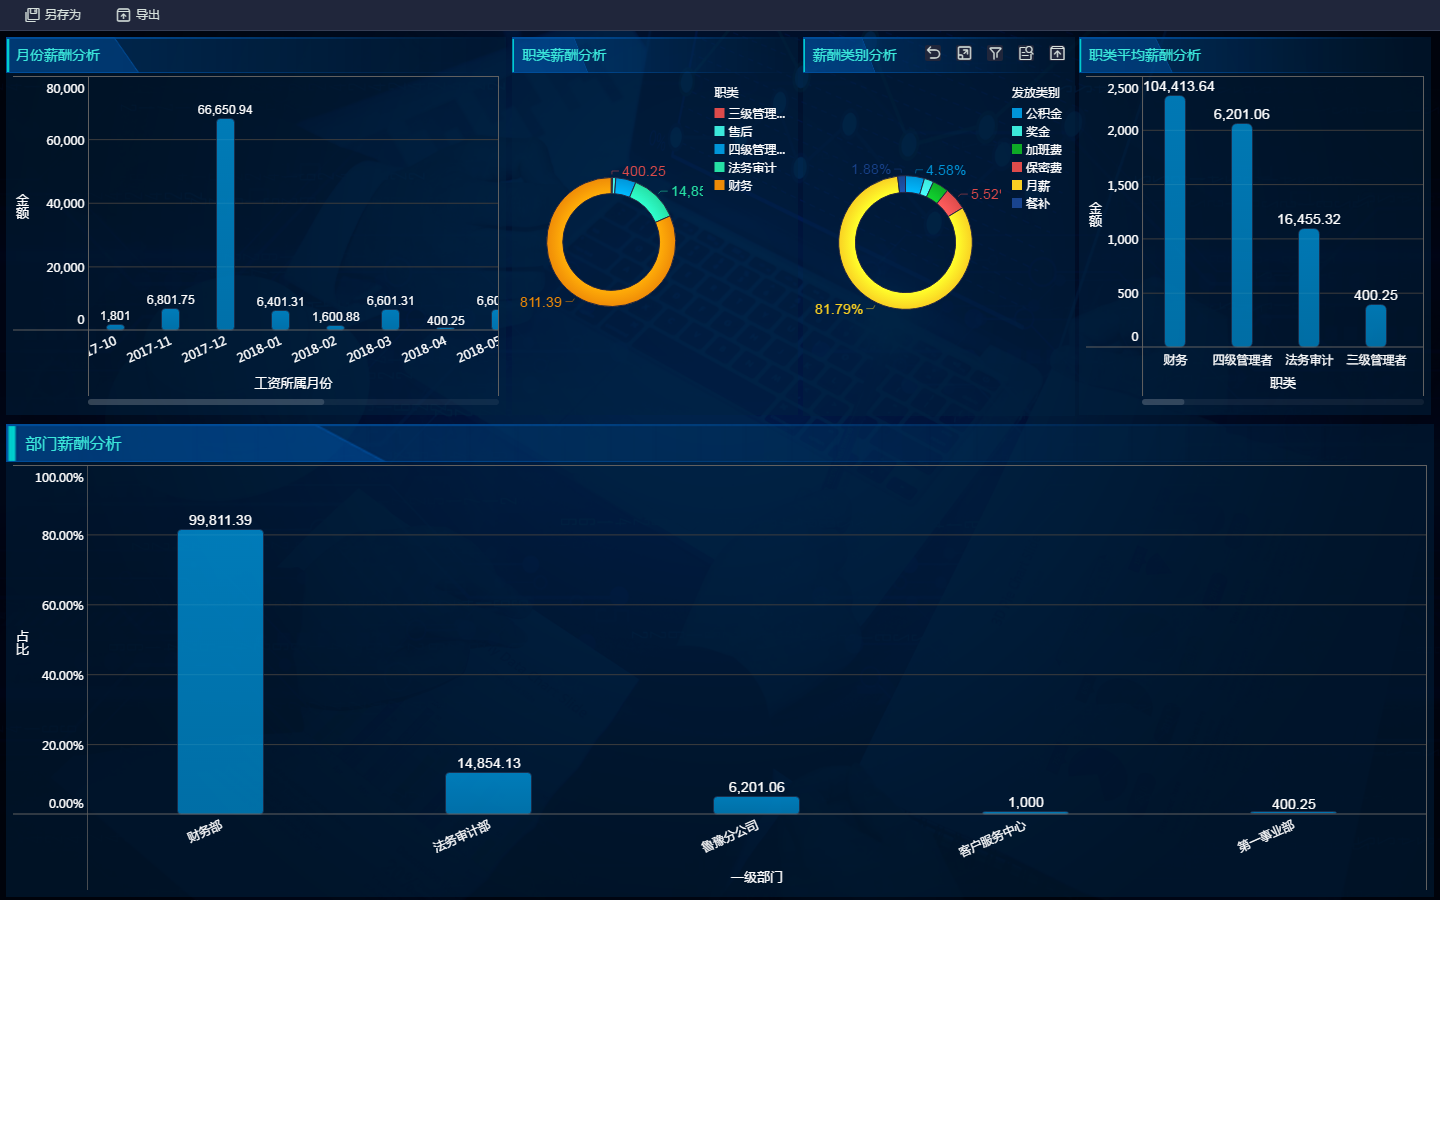 另存为 导出
月份薪酬分析
80,000
60,000
40,000
20,000
0
金额
1,801
6,801.75
66,650.94
6,401.31
1,600.88
6,601.31
400.25
6,60
17-10
2017-11
2017-12
2018-01
2018-02
2018-03
2018-04
2018-05
工资所属月份
职类薪酬分析
职类
三级管理...
售后
四级管理...
法务审计
财务
400.25
14,85
811.39
薪酬类别分析
发放类别
公积金
奖金
加班费
保密费
月薪
餐补
1.88%
4.58%
5.52%
81.79%
职类平均薪酬分析
2,500
2,000
1,500
1,000
500
0
金额
104,413.64
6,201.06
16,455.32
400.25
财务
四级管理者
法务审计
三级管理者
职类
部门薪酬分析
100.00%
80.00%
60.00%
40.00%
20.00%
0.00%
占比
99,811.39
14,854.13
6,201.06
1,000
400.25
财务部
法务审计部
鲁豫分公司
客户服务中心
第一事业部
一级部门